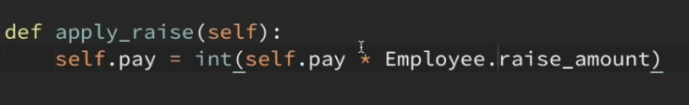 def apply_raise(self):
    self.pay = int(self.pay * Employee.raise_amount)